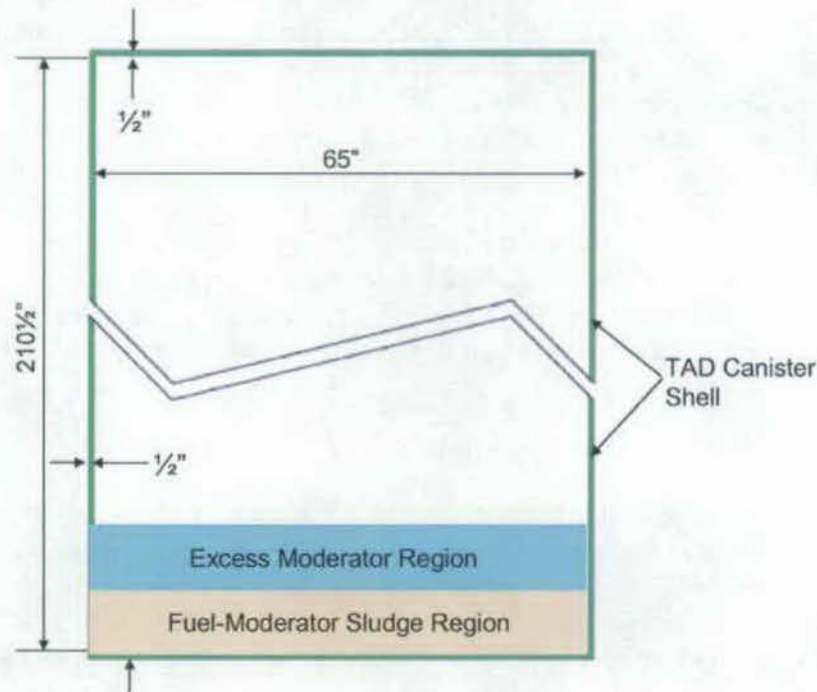 ½"
65"
210½"
TAD Canister
Shell
½"
Excess Moderator Region
Fuel-Moderator Sludge Region